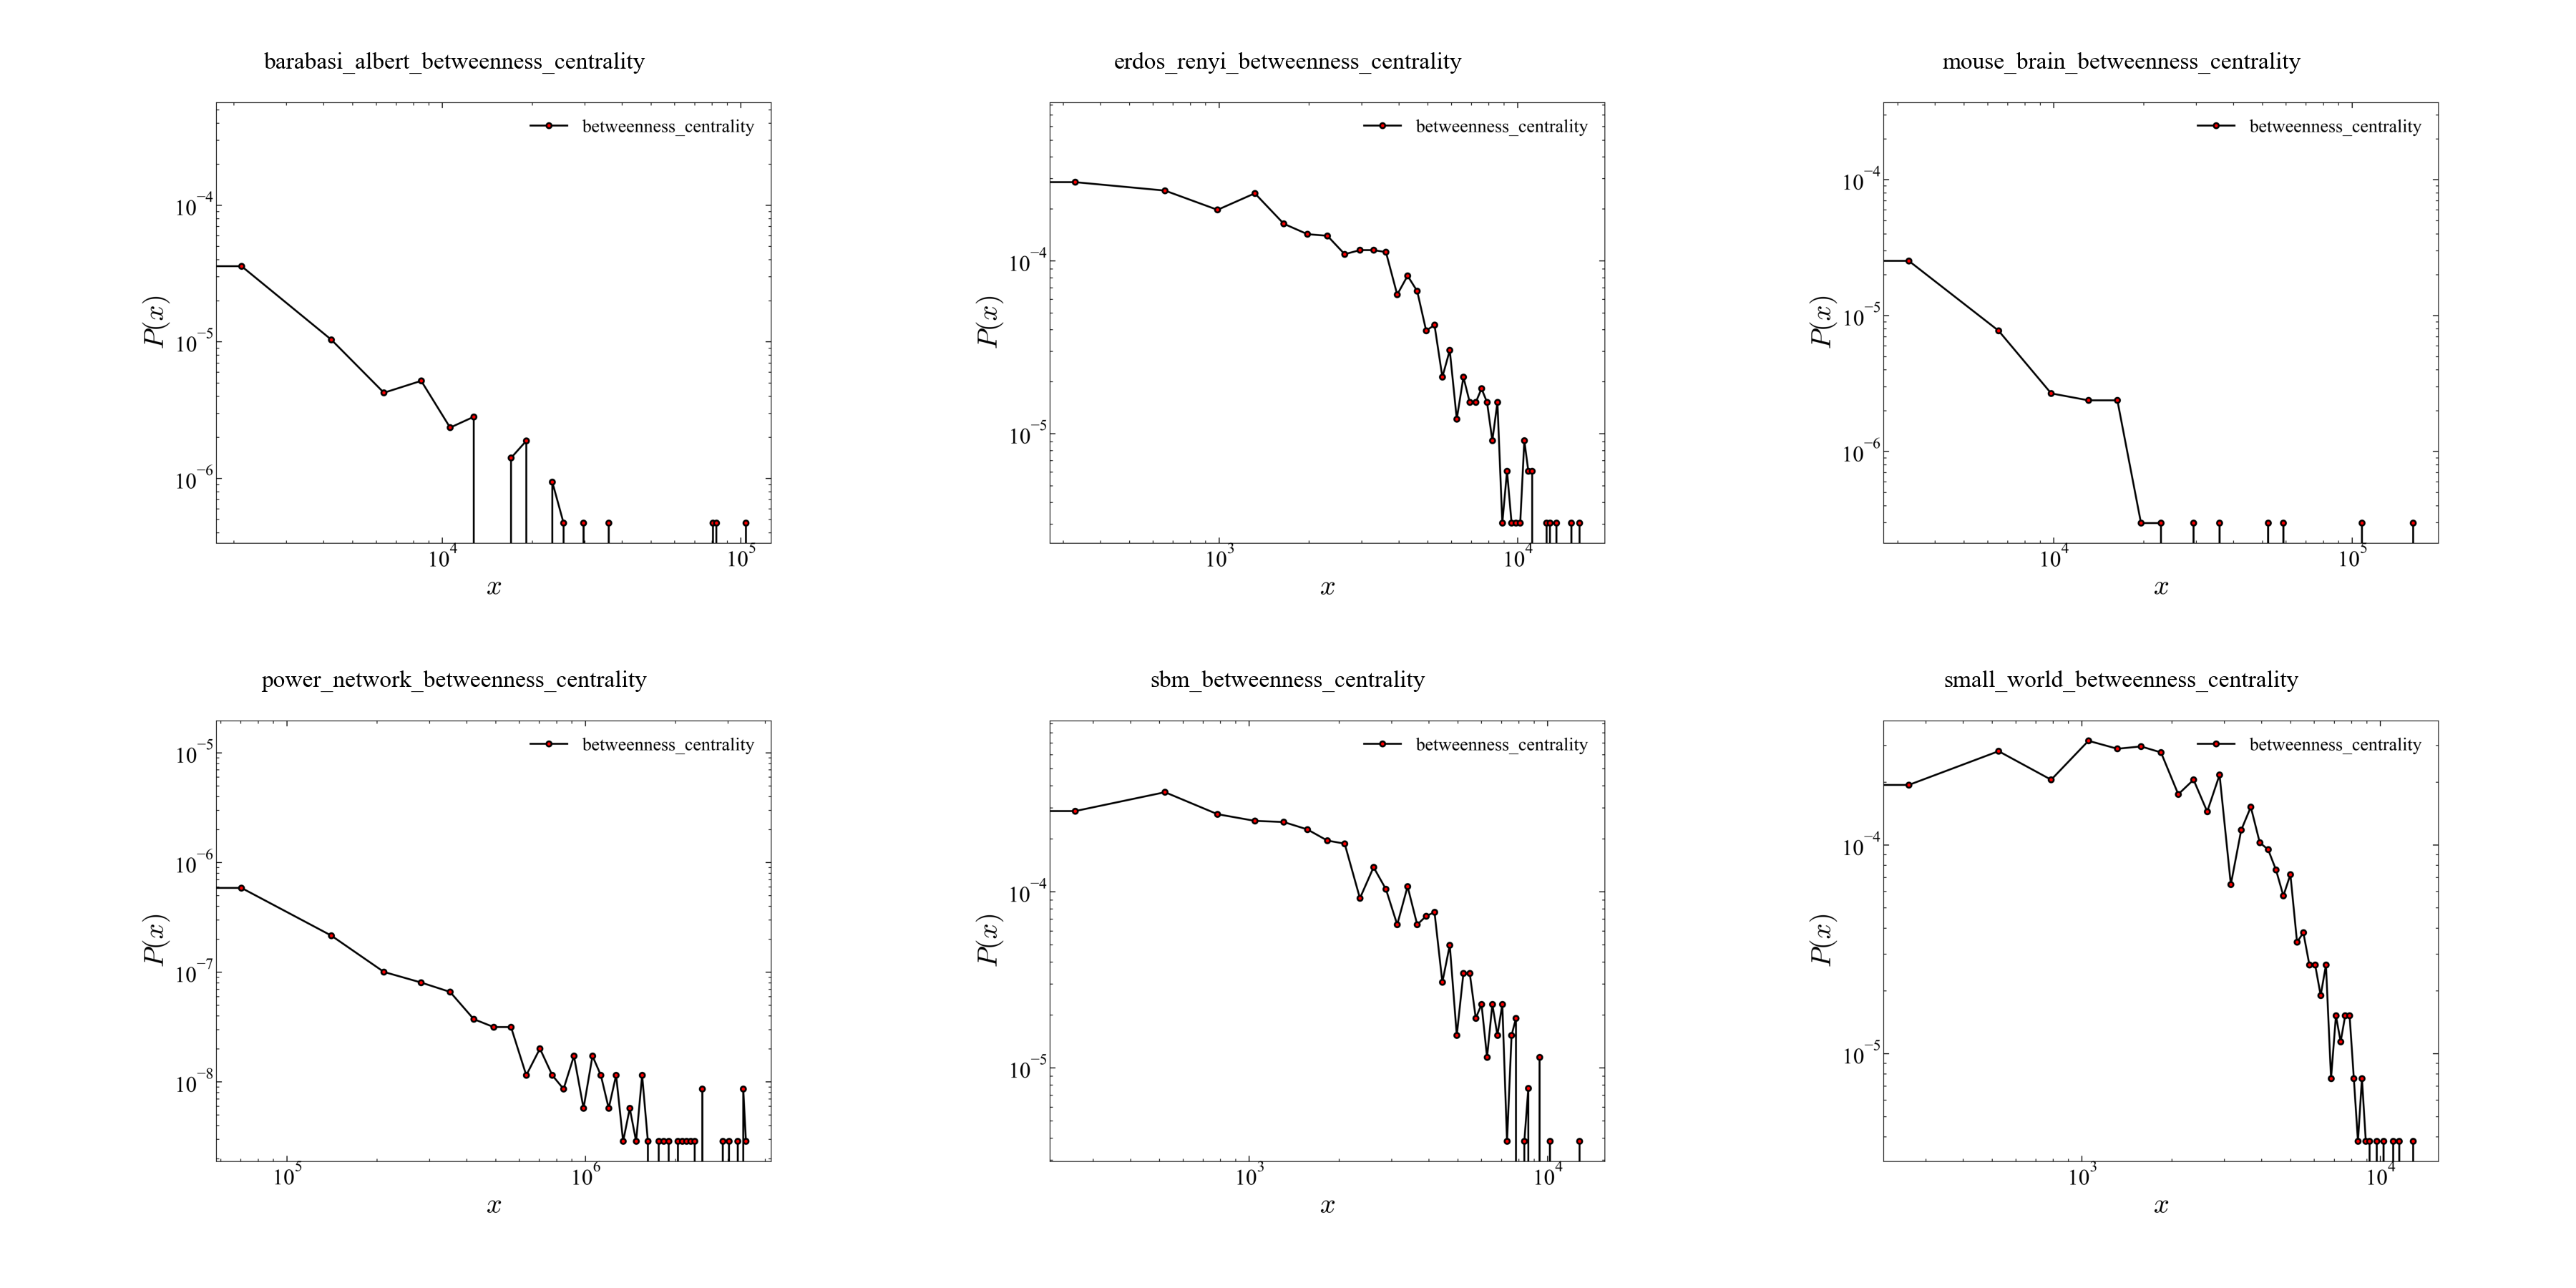 barabasi_albert_betweenness_centrality
betweenness_centrality
10^-4
10^-5
10^-6
P(x)
10^4
10^5
x
erdos_renyi_betweenness_centrality
betweenness_centrality
10^-4
10^-5
P(x)
10^3
10^4
x
mouse_brain_betweenness_centrality
betweenness_centrality
10^-4
10^-5
10^-6
P(x)
10^4
10^5
x
power_network_betweenness_centrality
betweenness_centrality
10^-5
10^-6
10^-7
10^-8
P(x)
10^5
10^6
x
sbm_betweenness_centrality
betweenness_centrality
10^-4
10^-5
P(x)
10^3
10^4
x
small_world_betweenness_centrality
betweenness_centrality
10^-4
10^-5
P(x)
10^3
10^4
x